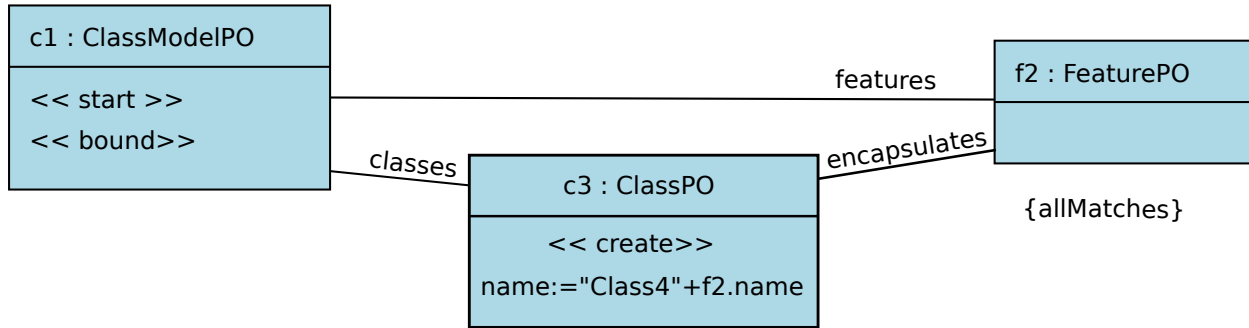 c1 : ClassModelPO
<< start >>
<< bound>>
features
classes
c3 : ClassPO
<< create>>
name:="Class4"+f2.name
encapsulates
f2 : FeaturePO
{allMatches}